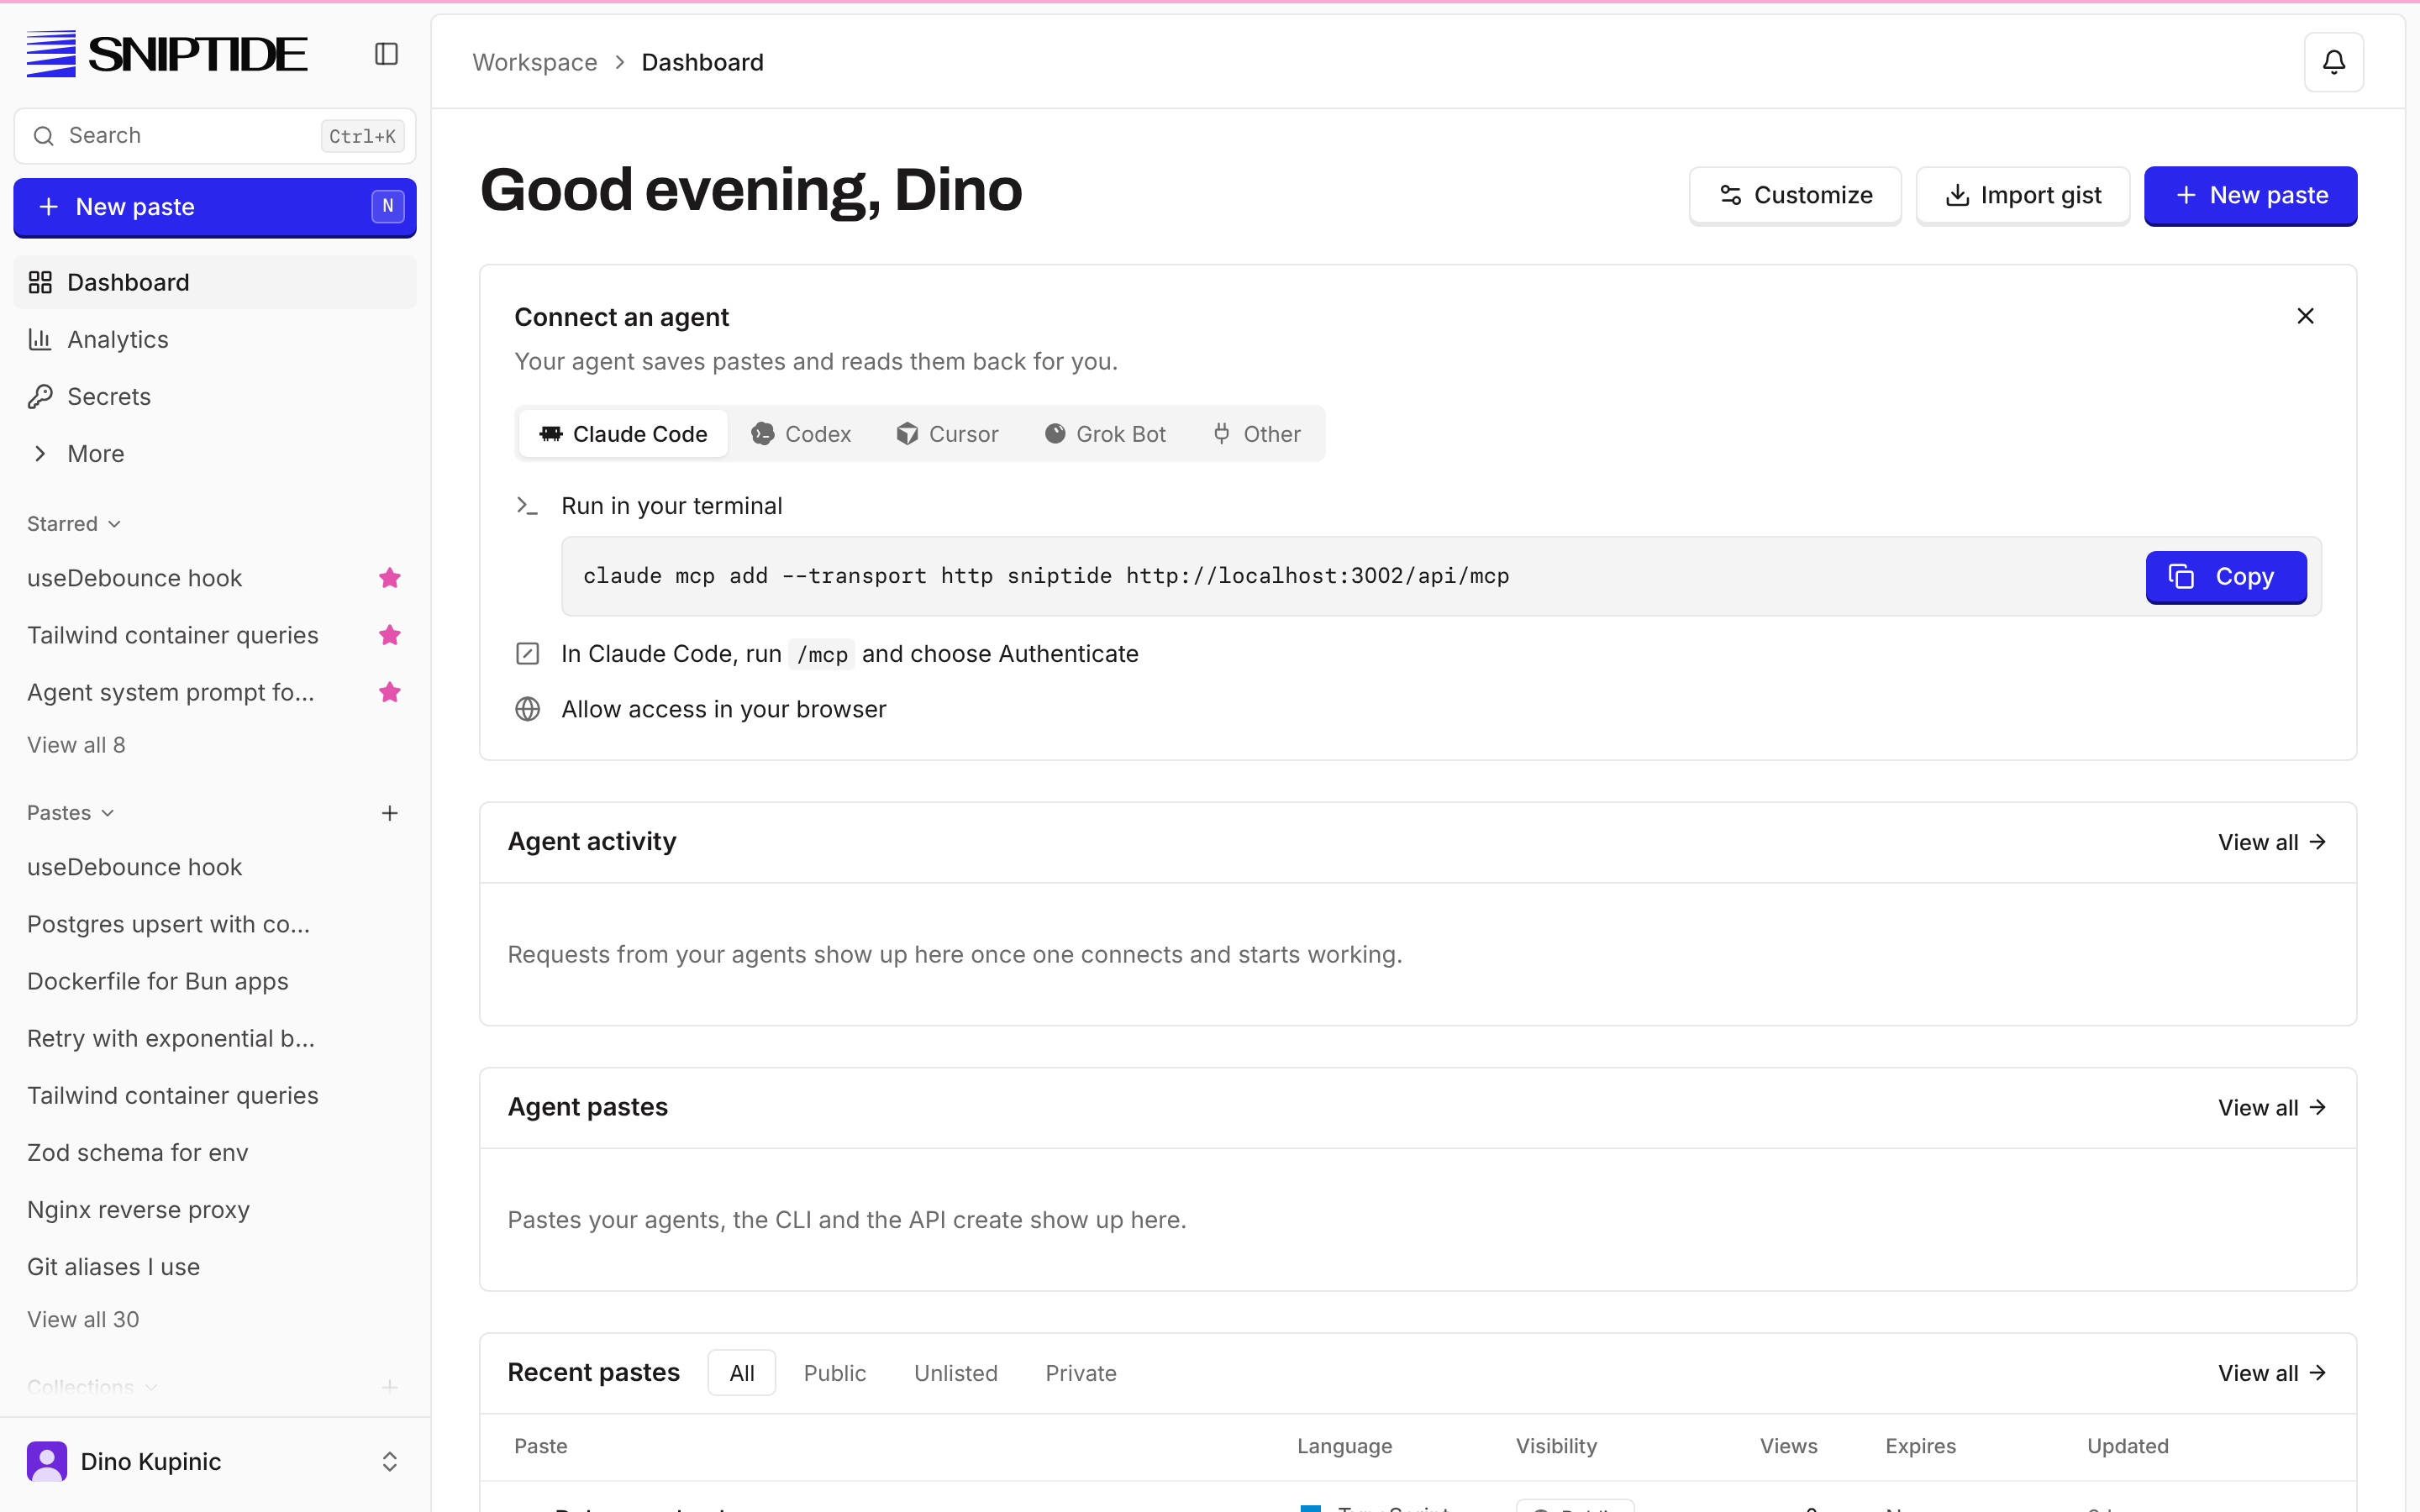 SNIPTIDE
Search Ctrl+K
New paste N
Dashboard
Analytics
Secrets
More
Starred
useDebounce hook
Tailwind container queries
Agent system prompt fo...
View all 8
Pastes
useDebounce hook
Postgres upsert with co...
Dockerfile for Bun apps
Retry with exponential b...
Tailwind container queries
Zod schema for env
Nginx reverse proxy
Git aliases I use
View all 30
Collections
Dino Kupinic
Workspace > Dashboard
Good evening, Dino
Customize Import gist New paste
Connect an agent
Your agent saves pastes and reads them back for you.
Claude Code Codex Cursor Grok Bot Other
Run in your terminal
claude mcp add --transport http sniptide http://localhost:3002/api/mcp Copy
In Claude Code, run /mcp and choose Authenticate
Allow access in your browser
Agent activity View all
Requests from your agents show up here once one connects and starts working.
Agent pastes View all
Pastes your agents, the CLI and the API create show up here.
Recent pastes All Public Unlisted Private View all
Paste Language Visibility Views Expires Updated
TypeScript